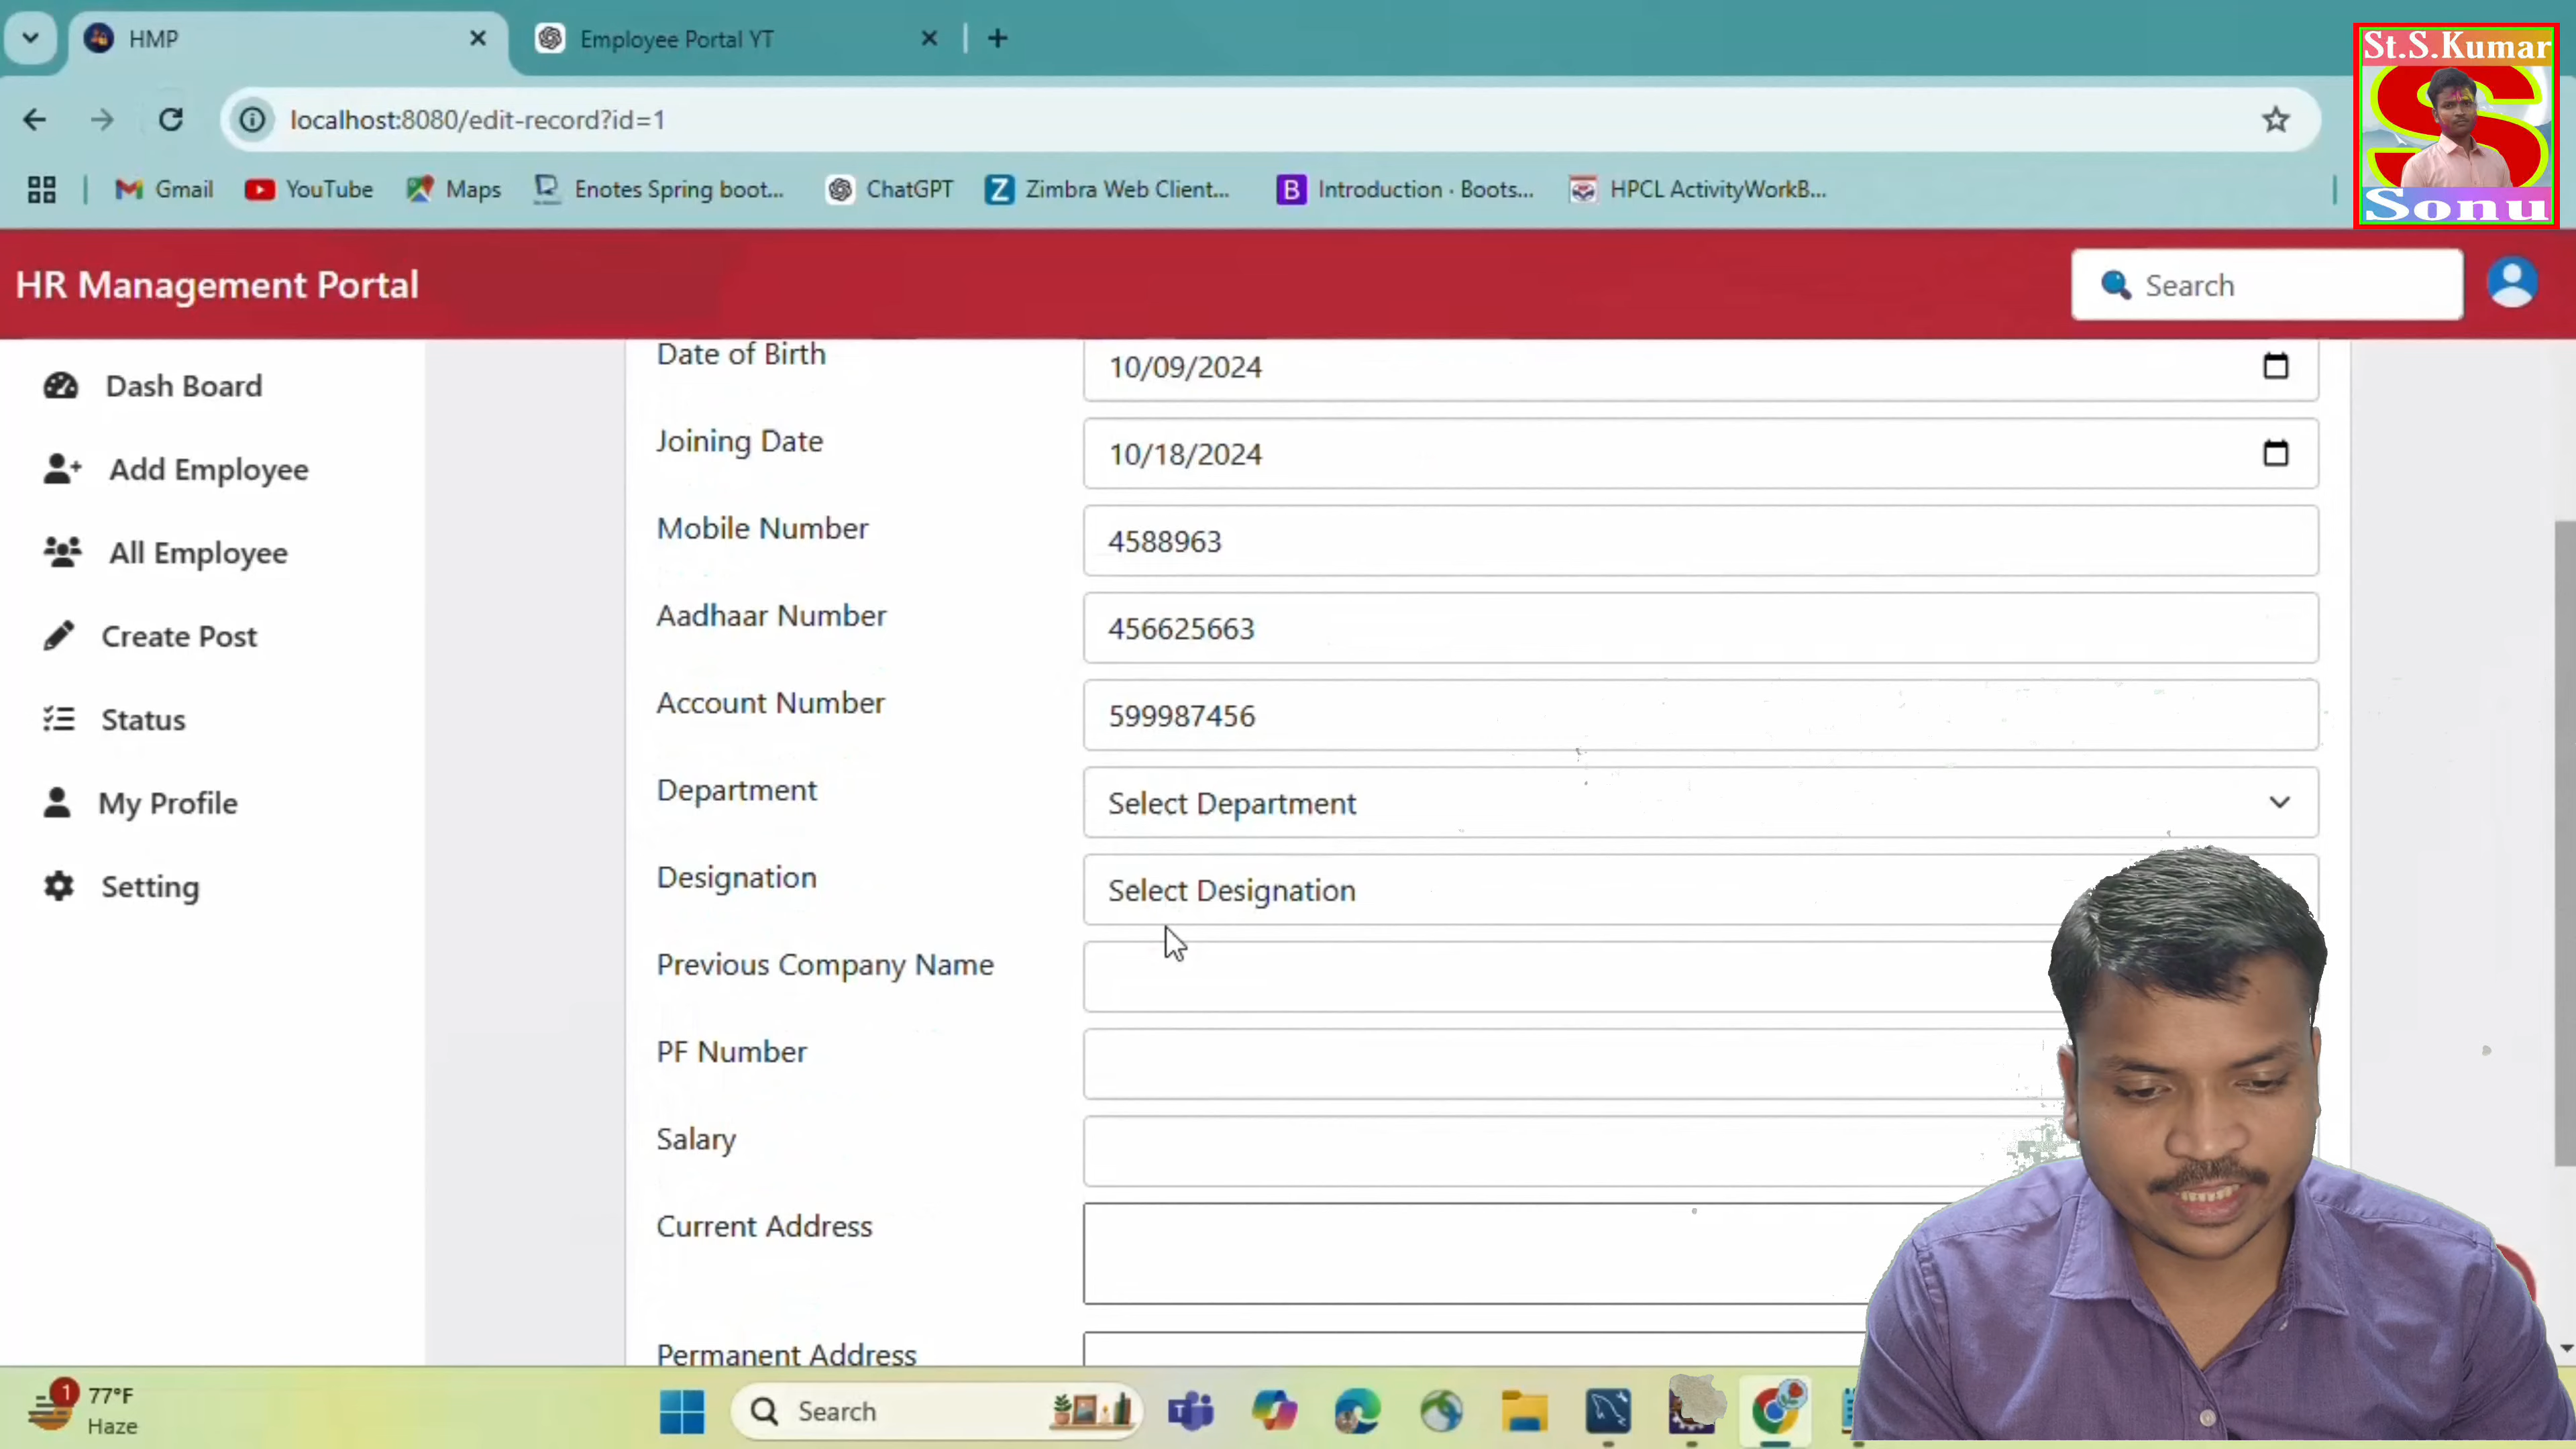 HMP
Employee Portal YT
St.S.Kumar
localhost:8080/edit-record?id=1
Gmail
YouTube
Maps
Enotes Spring boot...
ChatGPT
Zimbra Web Client...
B
Introduction · Boots...
HPCL ActivityWorkB...
Sonu
HR Management Portal
Search
Dash Board
Add Employee
All Employee
Create Post
Status
My Profile
Setting
Date of Birth
10/09/2024
Joining Date
10/18/2024
Mobile Number
4588963
Aadhaar Number
456625663
Account Number
599987456
Department
Select Department
Designation
Select Designation
Previous Company Name
PF Number
Salary
Current Address
Permanent Address
1
77°F
Haze
Search